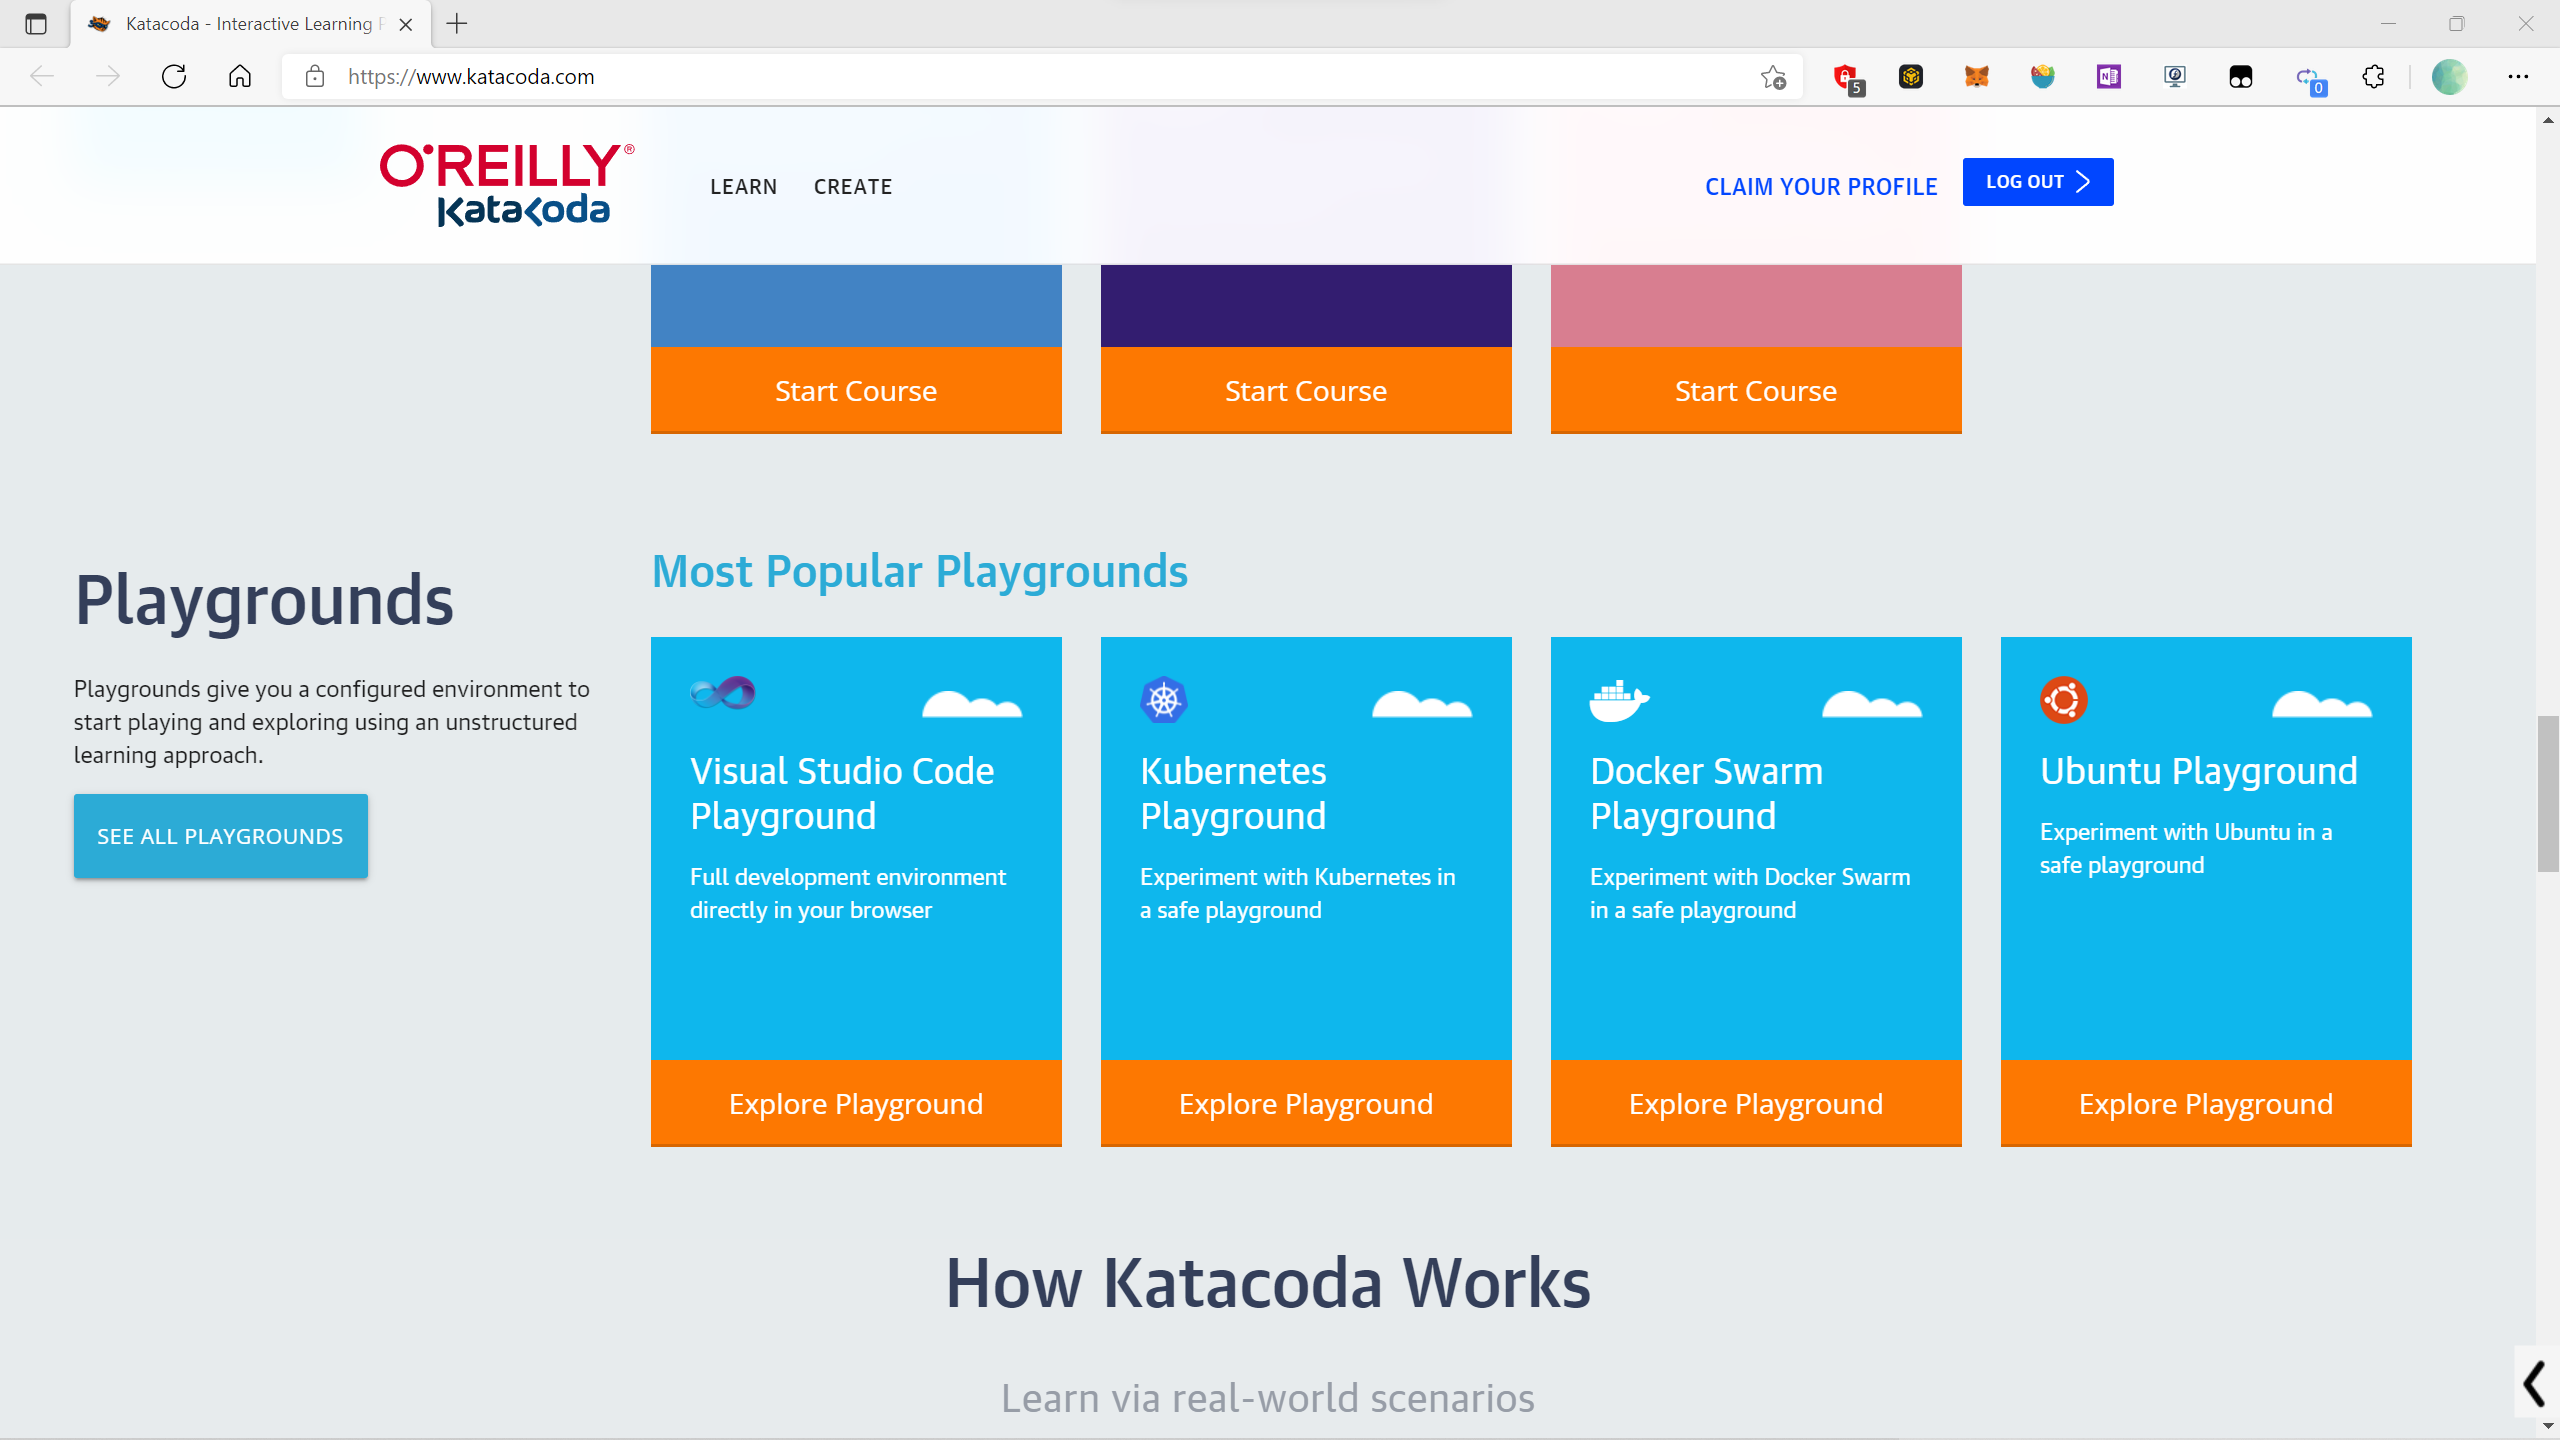 Katacoda - Interactive Learning P
https://www.katacoda.com
5
N
0
O'REILLY®
Katacoda
LEARN
CREATE
CLAIM YOUR PROFILE
LOG OUT
Start Course
Start Course
Start Course
Playgrounds
Playgrounds give you a configured environment to
start playing and exploring using an unstructured
learning approach.
SEE ALL PLAYGROUNDS
Most Popular Playgrounds
Visual Studio Code
Playground
Full development environment
directly in your browser
Explore Playground
Kubernetes
Playground
Experiment with Kubernetes in
a safe playground
Explore Playground
Docker Swarm
Playground
Experiment with Docker Swarm
in a safe playground
Explore Playground
Ubuntu Playground
Experiment with Ubuntu in a
safe playground
Explore Playground
How Katacoda Works
Learn via real-world scenarios